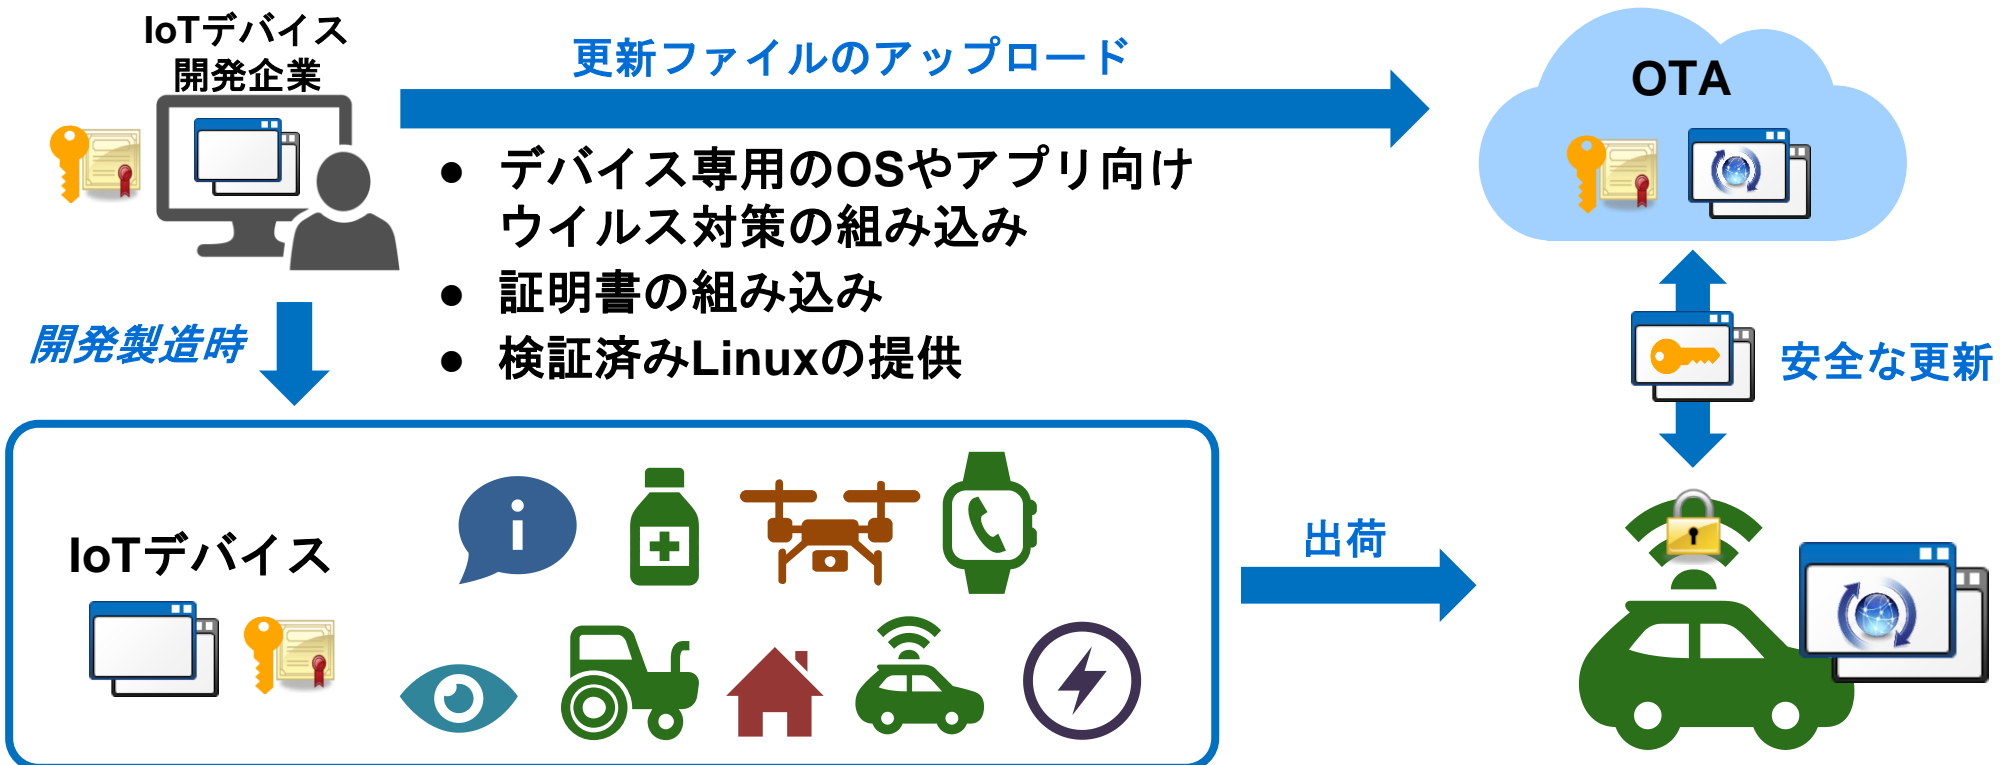 IoTデバイス
開発企業
更新ファイルのアップロード
OTA
● デバイス専用のOSやアプリ向け
ウイルス対策の組み込み
● 証明書の組み込み
● 検証済みLinuxの提供
開発製造時
安全な更新
IoTデバイス
i
出荷